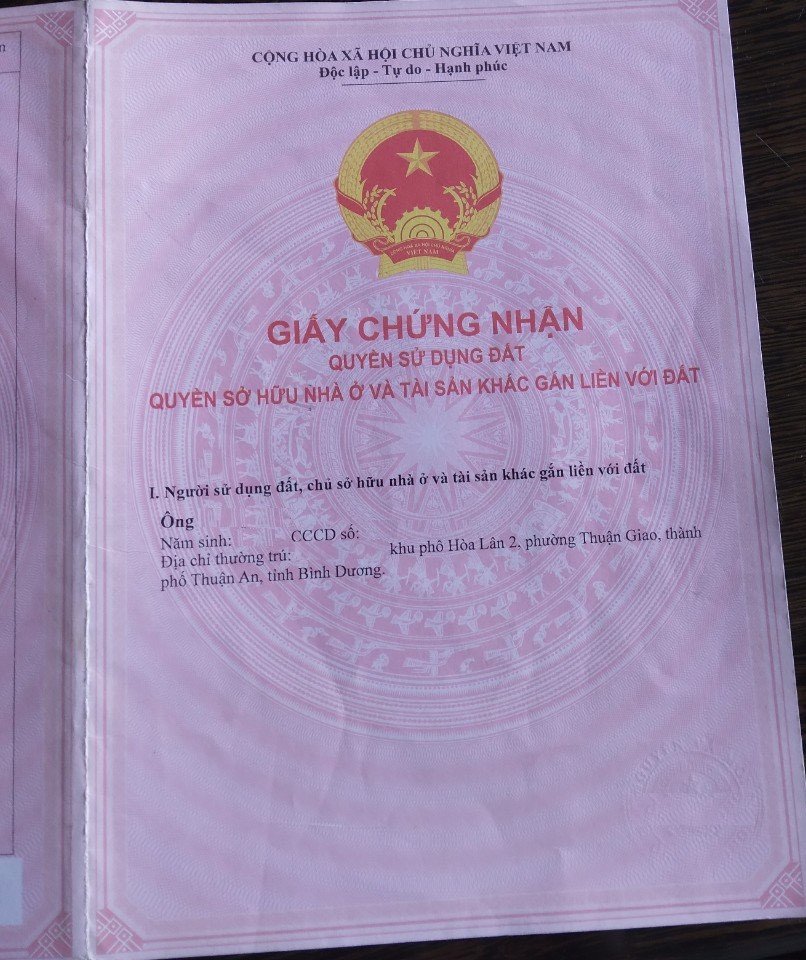 CỘNG HÒA XÃ HỘI CHỦ NGHĨA VIỆT NAM
Độc lập - Tự do - Hạnh phúc
VIỆT NAM
GIẤY CHỨNG NHẬN
QUYỀN SỬ DỤNG ĐẤT
QUYỀN SỞ HỮU NHÀ Ở VÀ TÀI SẢN KHÁC GẮN LIỀN VỚI ĐẤT
I. Người sử dụng đất, chủ sở hữu nhà ở và tài sản khác gắn liền với đất
Ông
Năm sinh: CCCD số:
Địa chỉ thường trú: khu phố Hòa Lân 2, phường Thuận Giao, thành
phố Thuận An, tỉnh Bình Dương.